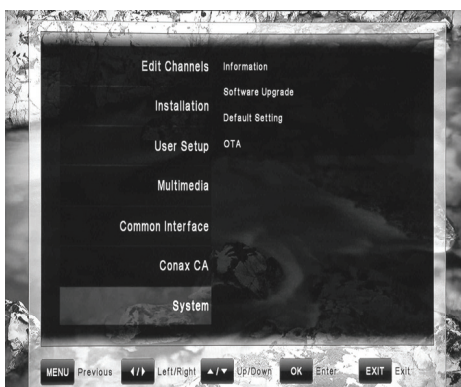 Edit Channels
Installation
User Setup
Multimedia
Common Interface
Conax CA
System
Information
Software Upgrade
Default Setting
OTA
MENU Previous ◄/► Left/Right ▲/▼ Up/Down OK Enter EXIT Exit